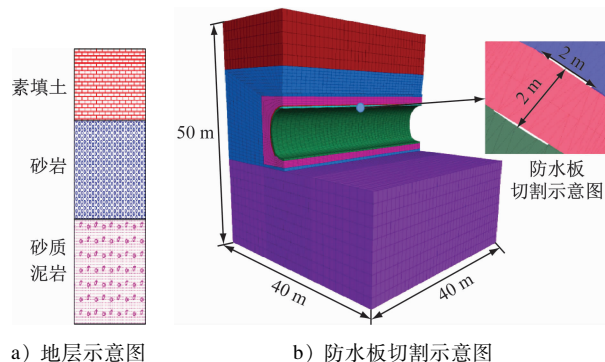 素填土
砂岩
砂质
泥岩
a）地层示意图
50 m
40 m
40 m
2 m
2 m
防水板
切割示意图
b）防水板切割示意图